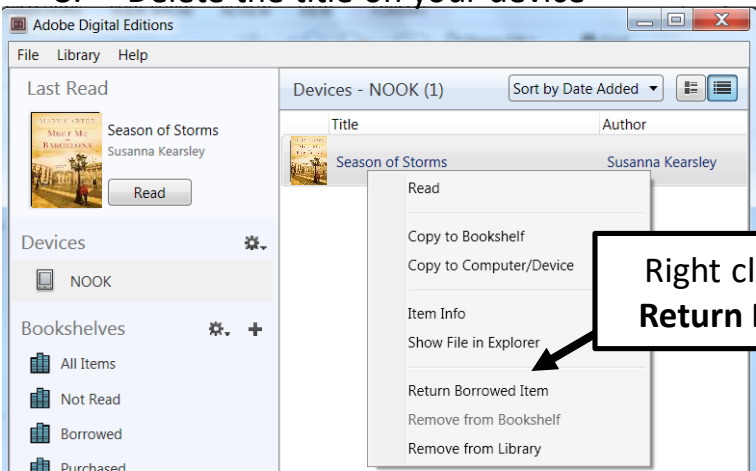 Delete the title on your device
Adobe Digital Editions
File Library Help
Last Read
MEET ME
BARCELONA
Season of Storms
Susanna Kearsley
Read
Devices
NOOK
Bookshelves
All Items
Not Read
Borrowed
Purchased
Devices - NOOK (1)
Sort by Date Added
Title Author
Season of Storms Susanna Kearsley
Read
Copy to Bookshelf
Copy to Computer/Device
Item Info
Show File in Explorer
Return Borrowed Item
Remove from Bookshelf
Remove from Library
Right cl
Return